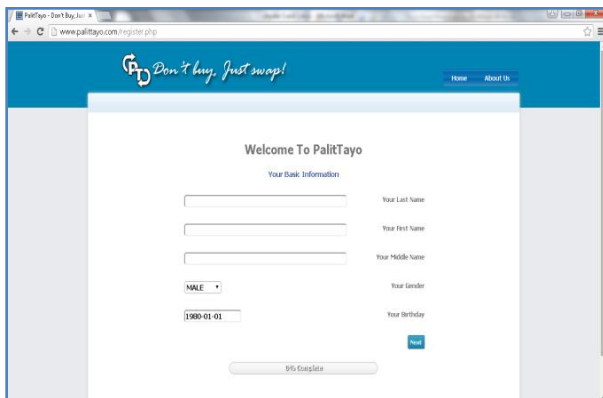 PalitTayo - Don't Buy, Jus
www.palittayo.com/register.php
PTD Don't buy, Just swap!
Home About Us
Welcome To PalitTayo
Your Basic Information
Your Last Name
Your First Name
Your Middle Name
MALE Your Gender
1980-01-01 Your Birthday
Next
0% Complete